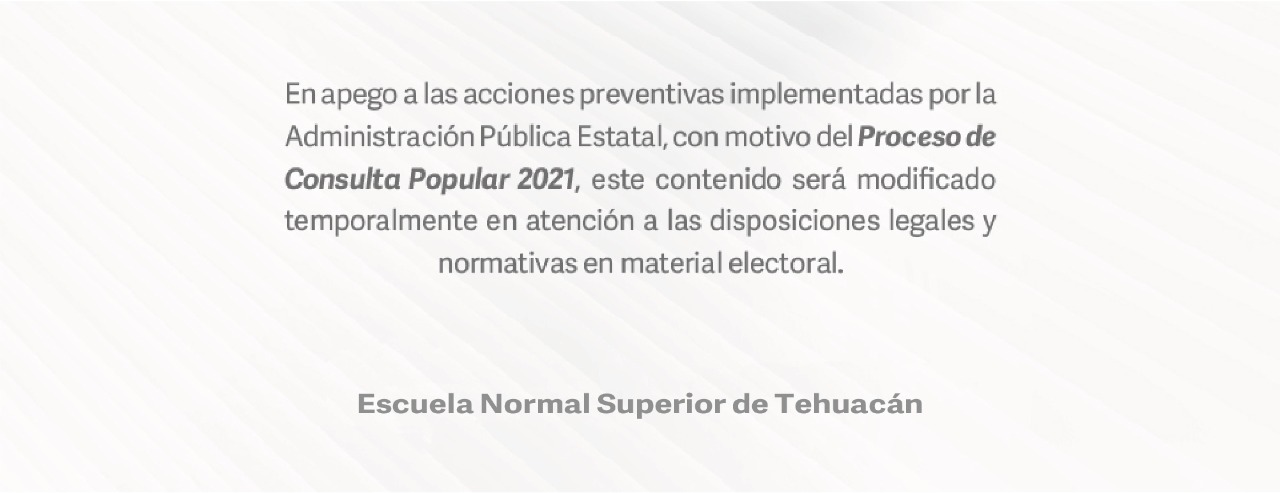 En apego a las acciones preventivas implementadas por la
Administración Pública Estatal, con motivo del Proceso de
Consulta Popular 2021, este contenido será modificado
temporalmente en atención a las disposiciones legales y
normativas en material electoral.
Escuela Normal Superior de Tehuacán